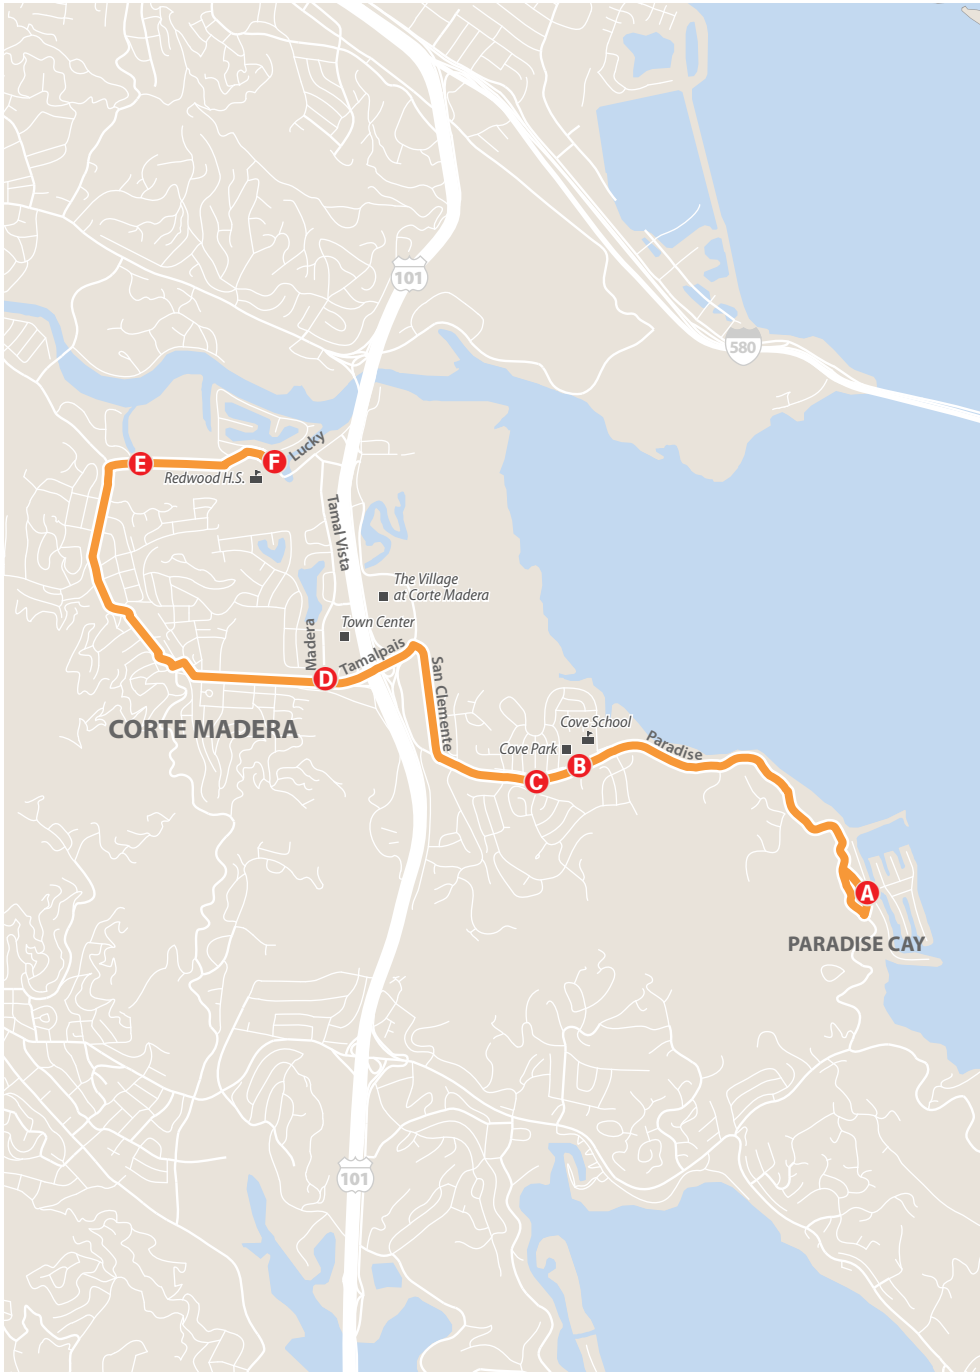 101
580
Lucky
E
F
Redwood H.S.
Tamal Vista
The Village
at Corte Madera
Town Center
Madera
Tamalpais
D
San Clemente
CORTE MADERA
Cove School
Cove Park
Paradise
B
C
A
PARADISE CAY
101